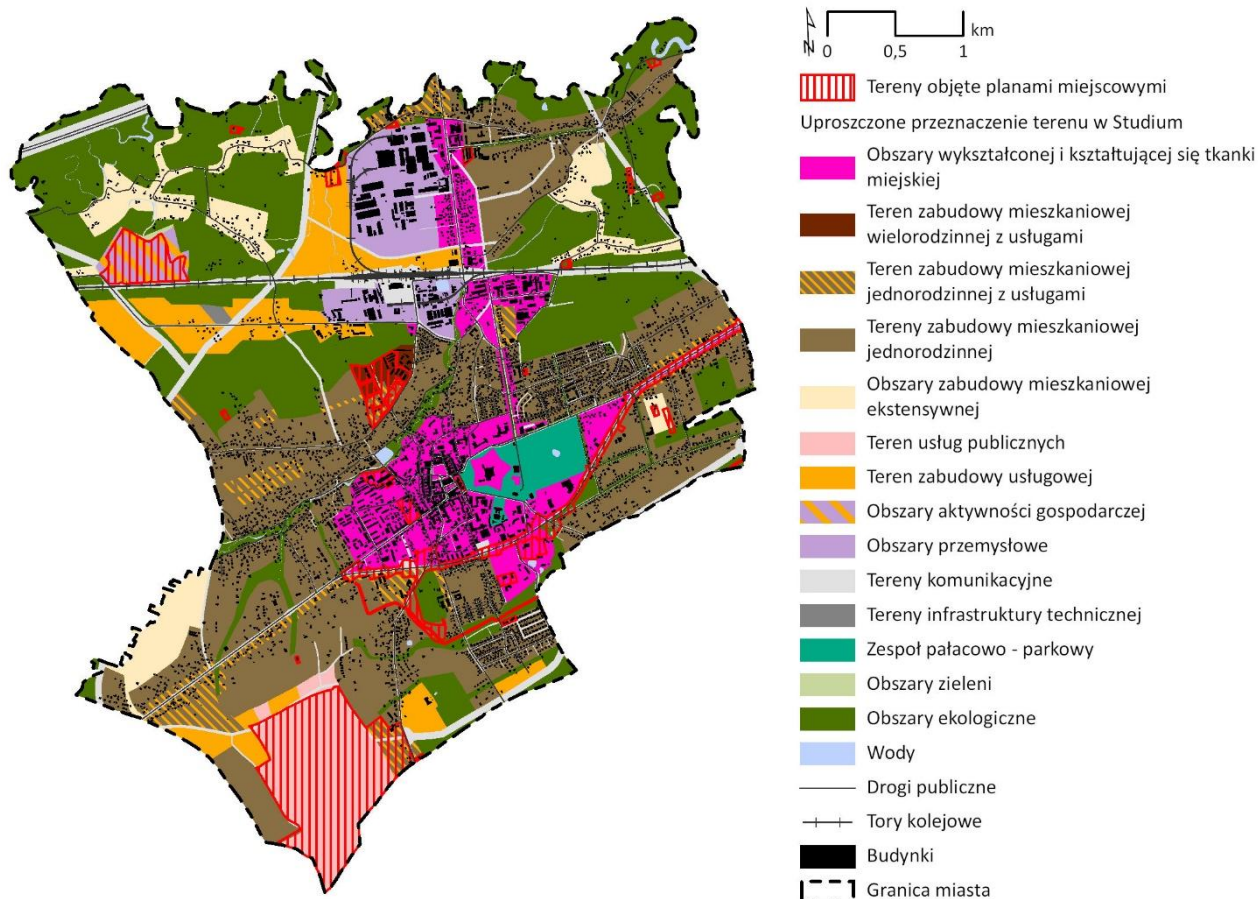 N
km
0 0,5 1
Tereny objęte planami miejscowymi
Uproszczone przeznaczenie terenu w Studium
Obszary wykształconej i kształtującej się tkanki
miejskiej
Teren zabudowy mieszkaniowej
wielorodzinnej z usługami
Teren zabudowy mieszkaniowej
jednorodzinnej z usługami
Tereny zabudowy mieszkaniowej
jednorodzinnej
Obszary zabudowy mieszkaniowej
ekstensywnej
Teren usług publicznych
Teren zabudowy usługowej
Obszary aktywności gospodarczej
Obszary przemysłowe
Tereny komunikacyjne
Tereny infrastruktury technicznej
Zespoł pałacowo - parkowy
Obszary zieleni
Obszary ekologiczne
Wody
Drogi publiczne
Tory kolejowe
Budynki
Granica miasta